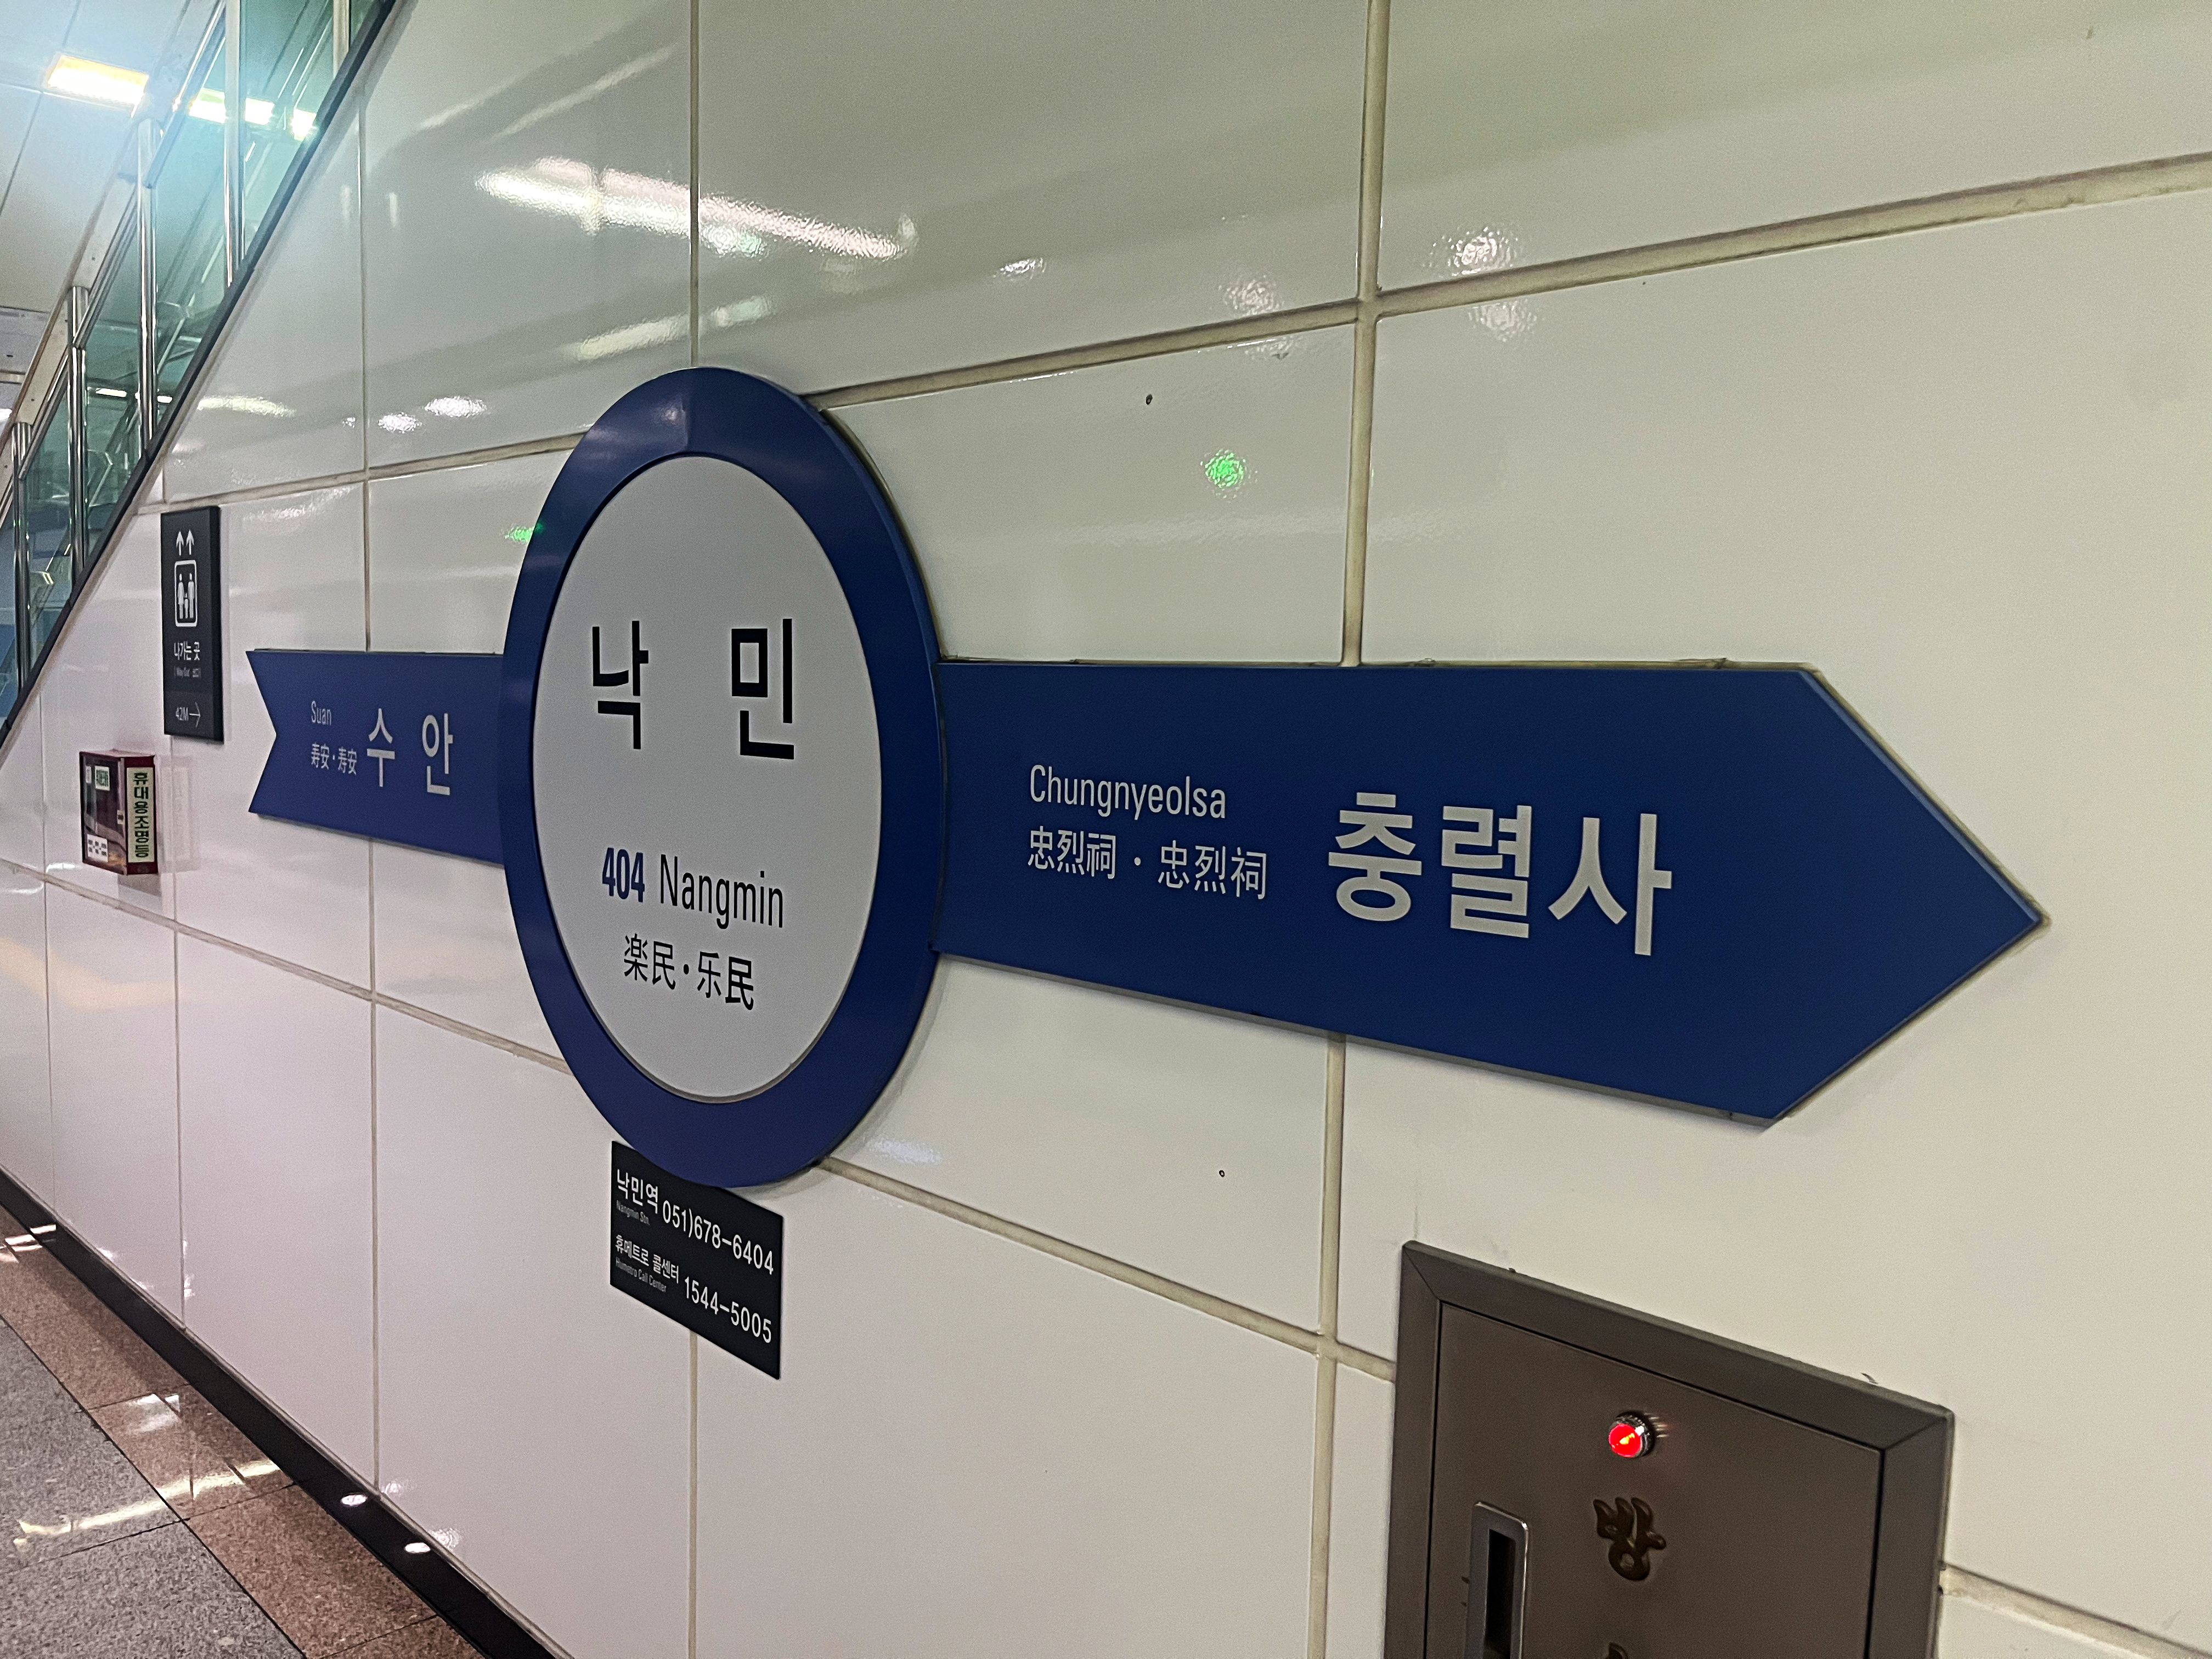 나가는 곳
42M→
휴대용조명등
Suan
寿安·寿安
수 안
낙 민
404 Nangmin
楽民·乐民
Chungnyeolsa
忠烈祠·忠烈祠
충렬사
낙민역 051)678-6404
Nangmin Stn.
휴메트로 콜센터 1544-5005
Humetro Call Center
방